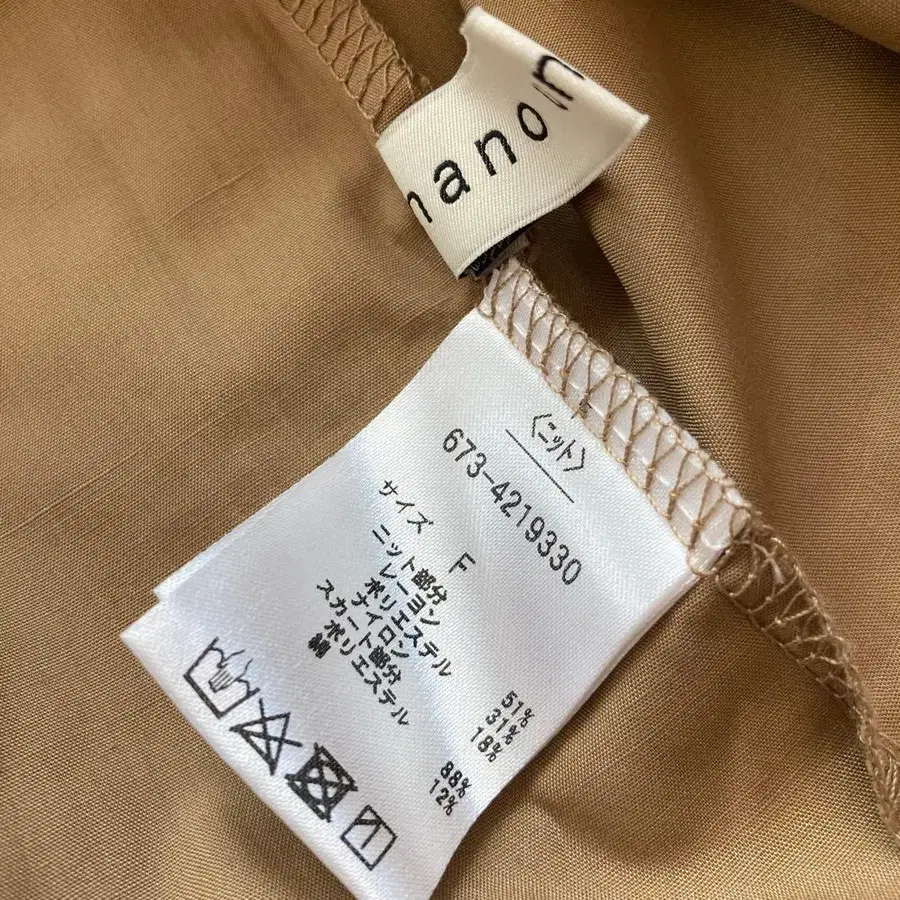 nano
〈ニット〉
673-4219330
サイズ F
ニット部分
レーヨン 51%
ポリエステル 31%
ナイロン 18%
スカート部分
ポリエステル 88%
綿 12%